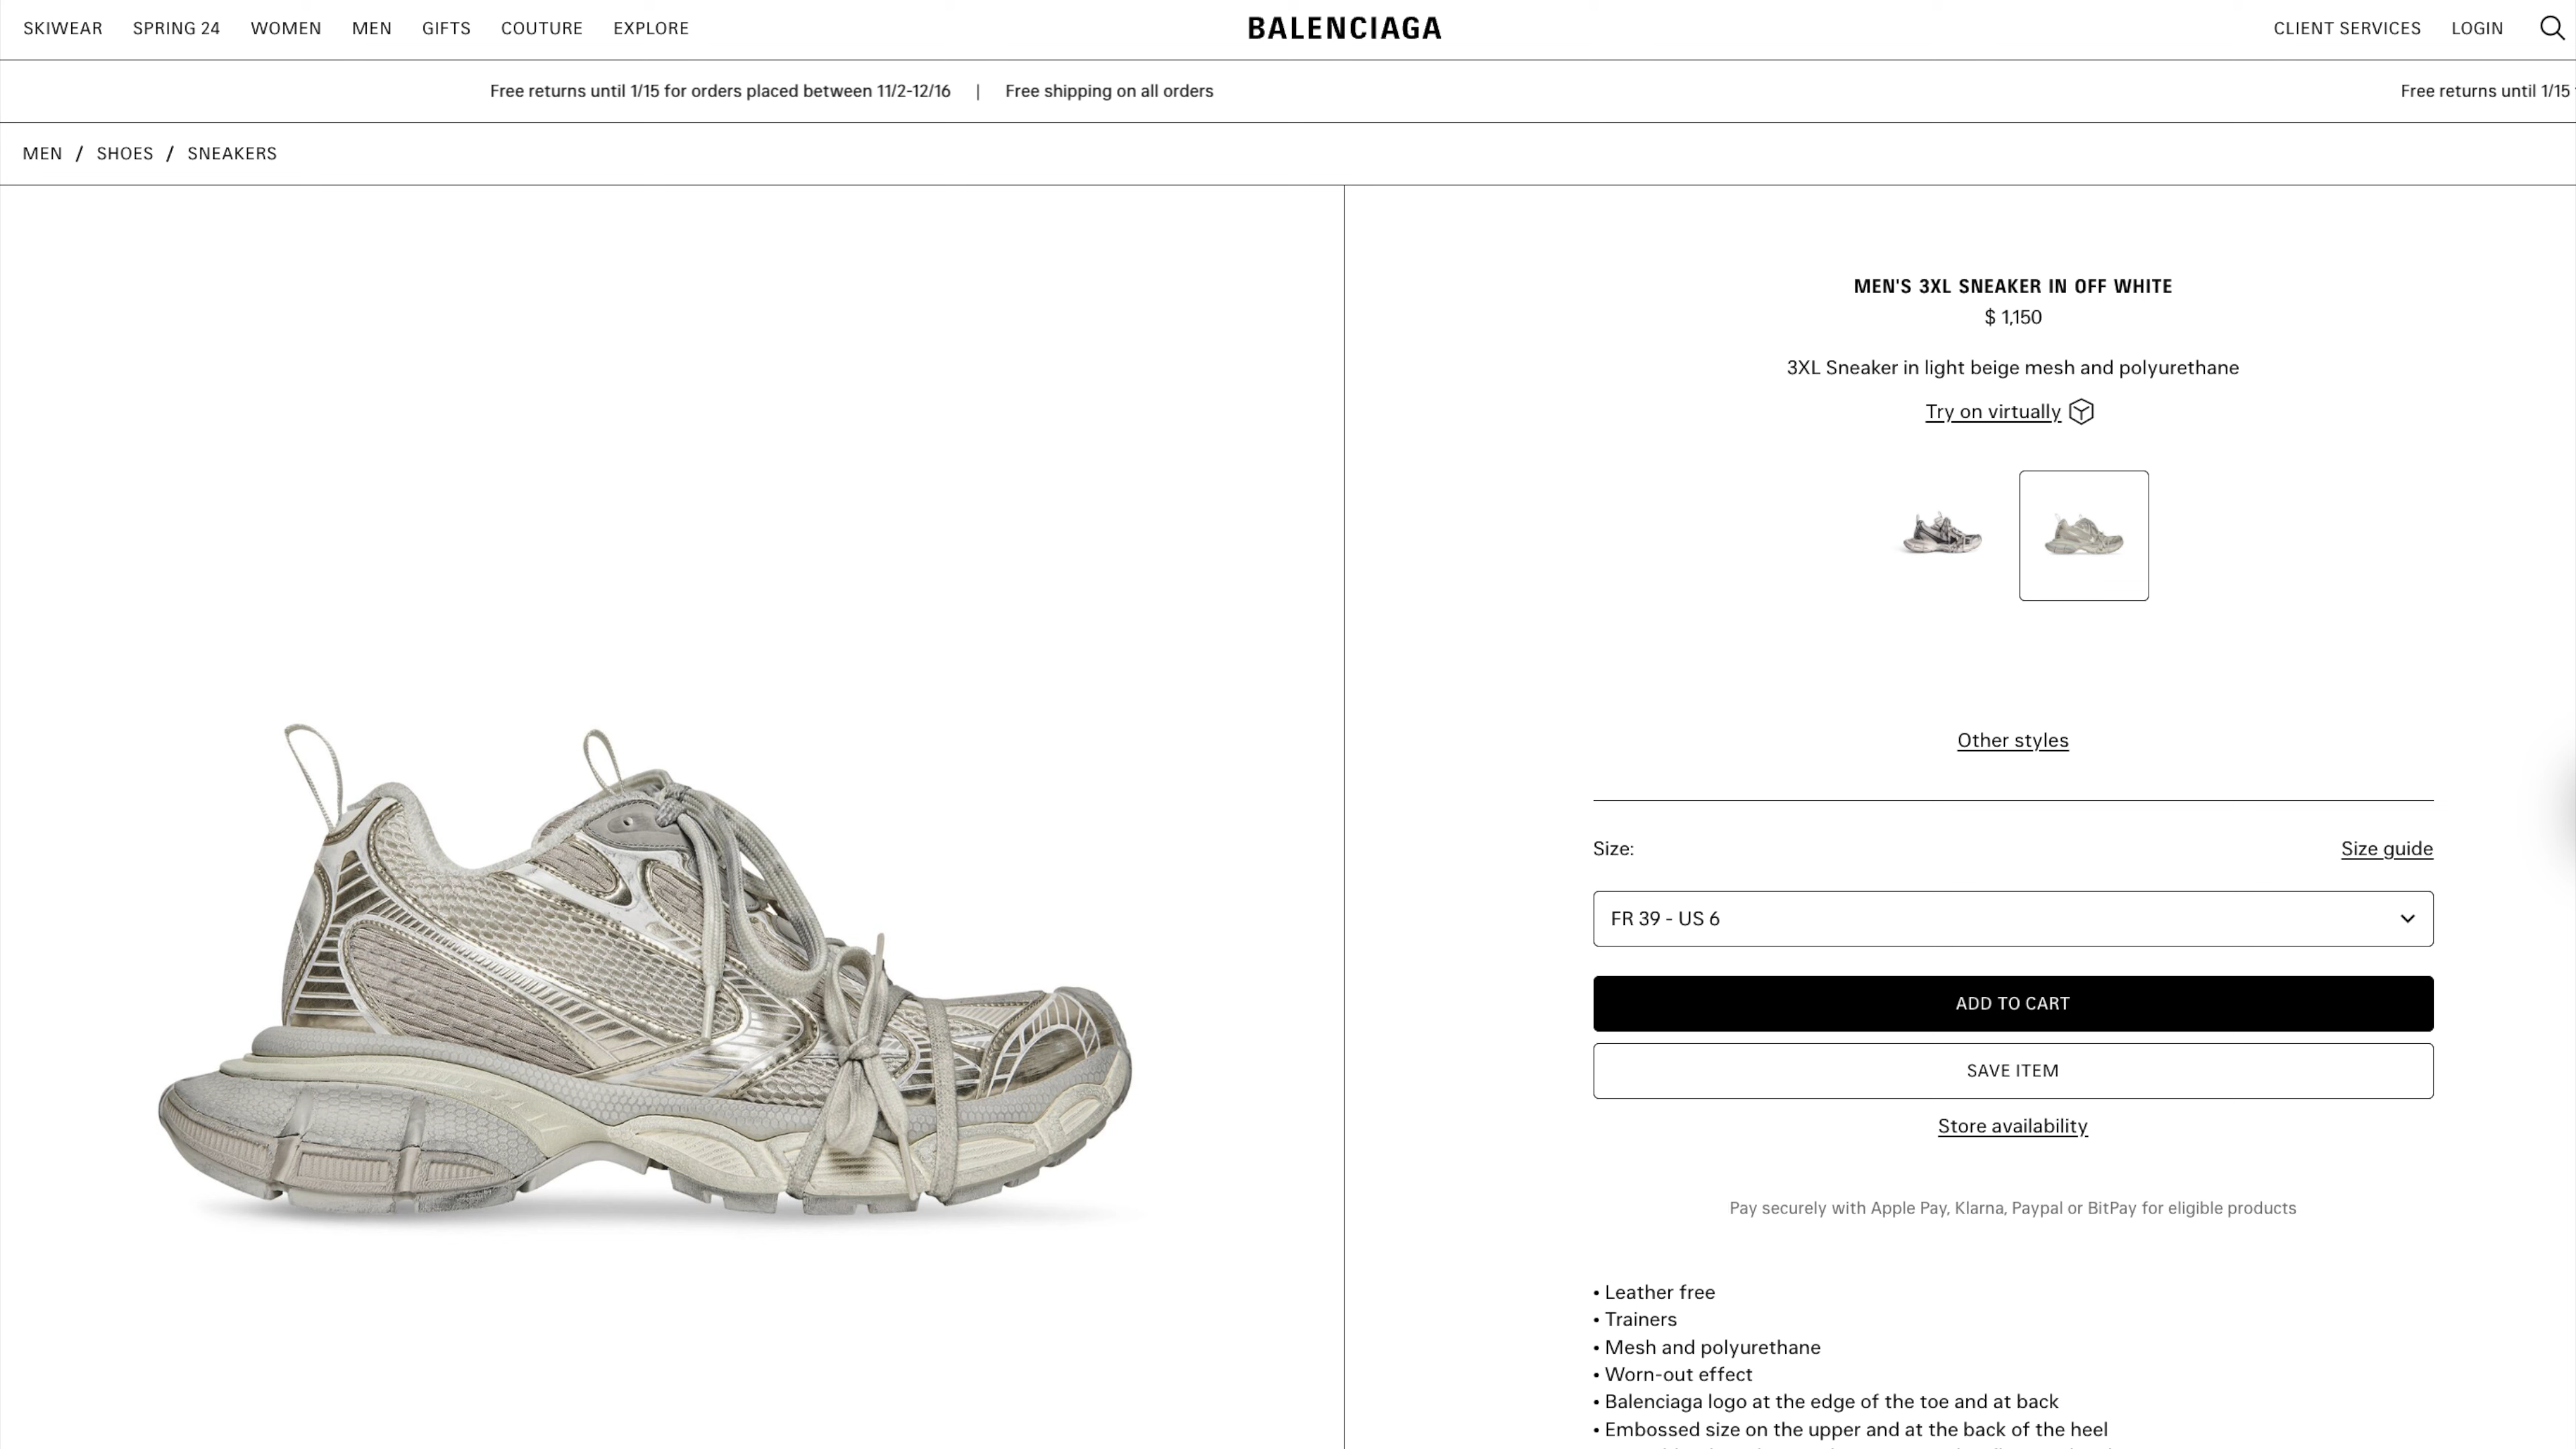 SKIWEAR SPRING 24 WOMEN MEN GIFTS COUTURE EXPLORE BALENCIAGA CLIENT SERVICES LOGIN
Free returns until 1/15 for orders placed between 11/2-12/16 | Free shipping on all orders Free returns until 1/15
MEN / SHOES / SNEAKERS
MEN'S 3XL SNEAKER IN OFF WHITE
$ 1,150
3XL Sneaker in light beige mesh and polyurethane
Try on virtually
Other styles
Size: Size guide
FR 39 - US 6
ADD TO CART
SAVE ITEM
Store availability
Pay securely with Apple Pay, Klarna, Paypal or BitPay for eligible products
• Leather free
• Trainers
• Mesh and polyurethane
• Worn-out effect
• Balenciaga logo at the edge of the toe and at back
• Embossed size on the upper and at the back of the heel